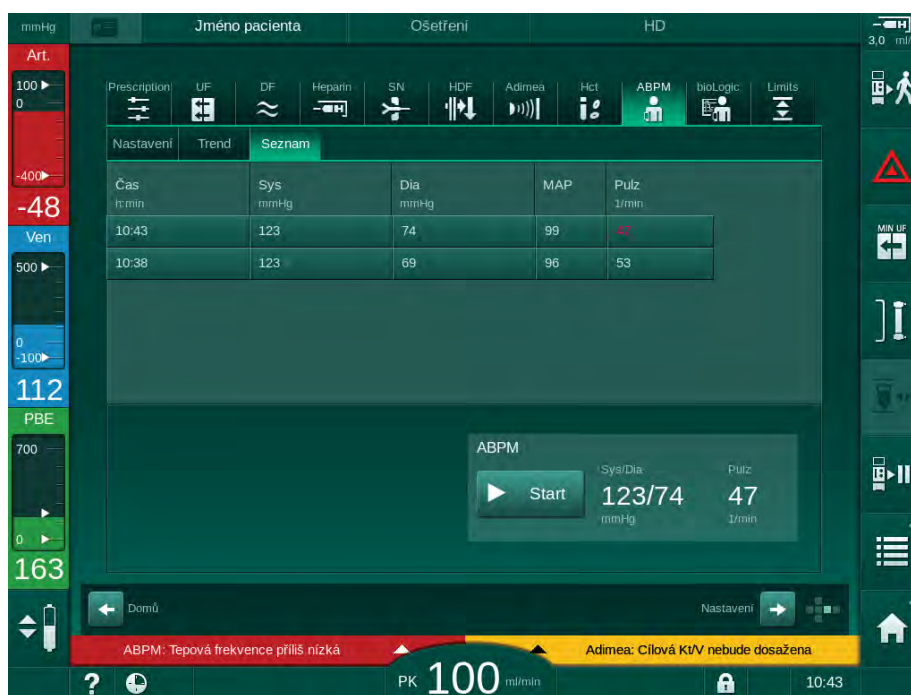 mmHg
Jméno pacienta
Ošetření
HD
3,0 ml/
Art.
100
0
-400
-48
Ven
500
0
-100
112
PBE
700
0
163
Prescription
UF
DF
Heparin
SN
HDF
Adimea
Hct
ABPM
bioLogic
Limits
H
Nastavení
Trend
Seznam
Čas
Sys
Dia
MAP
Pulz
h:min
mmHg
mmHg
1/min
10:43
123
74
99
47
10:38
123
69
96
53
ABPM
Start
Sys/Dia
Pulz
123/74
47
mmHg
1/min
MIN UF
Domů
Nastavení
ABPM: Tepová frekvence příliš nízká
Adimea: Cílová Kt/V nebude dosažena
?
PK 100 ml/min
10:43